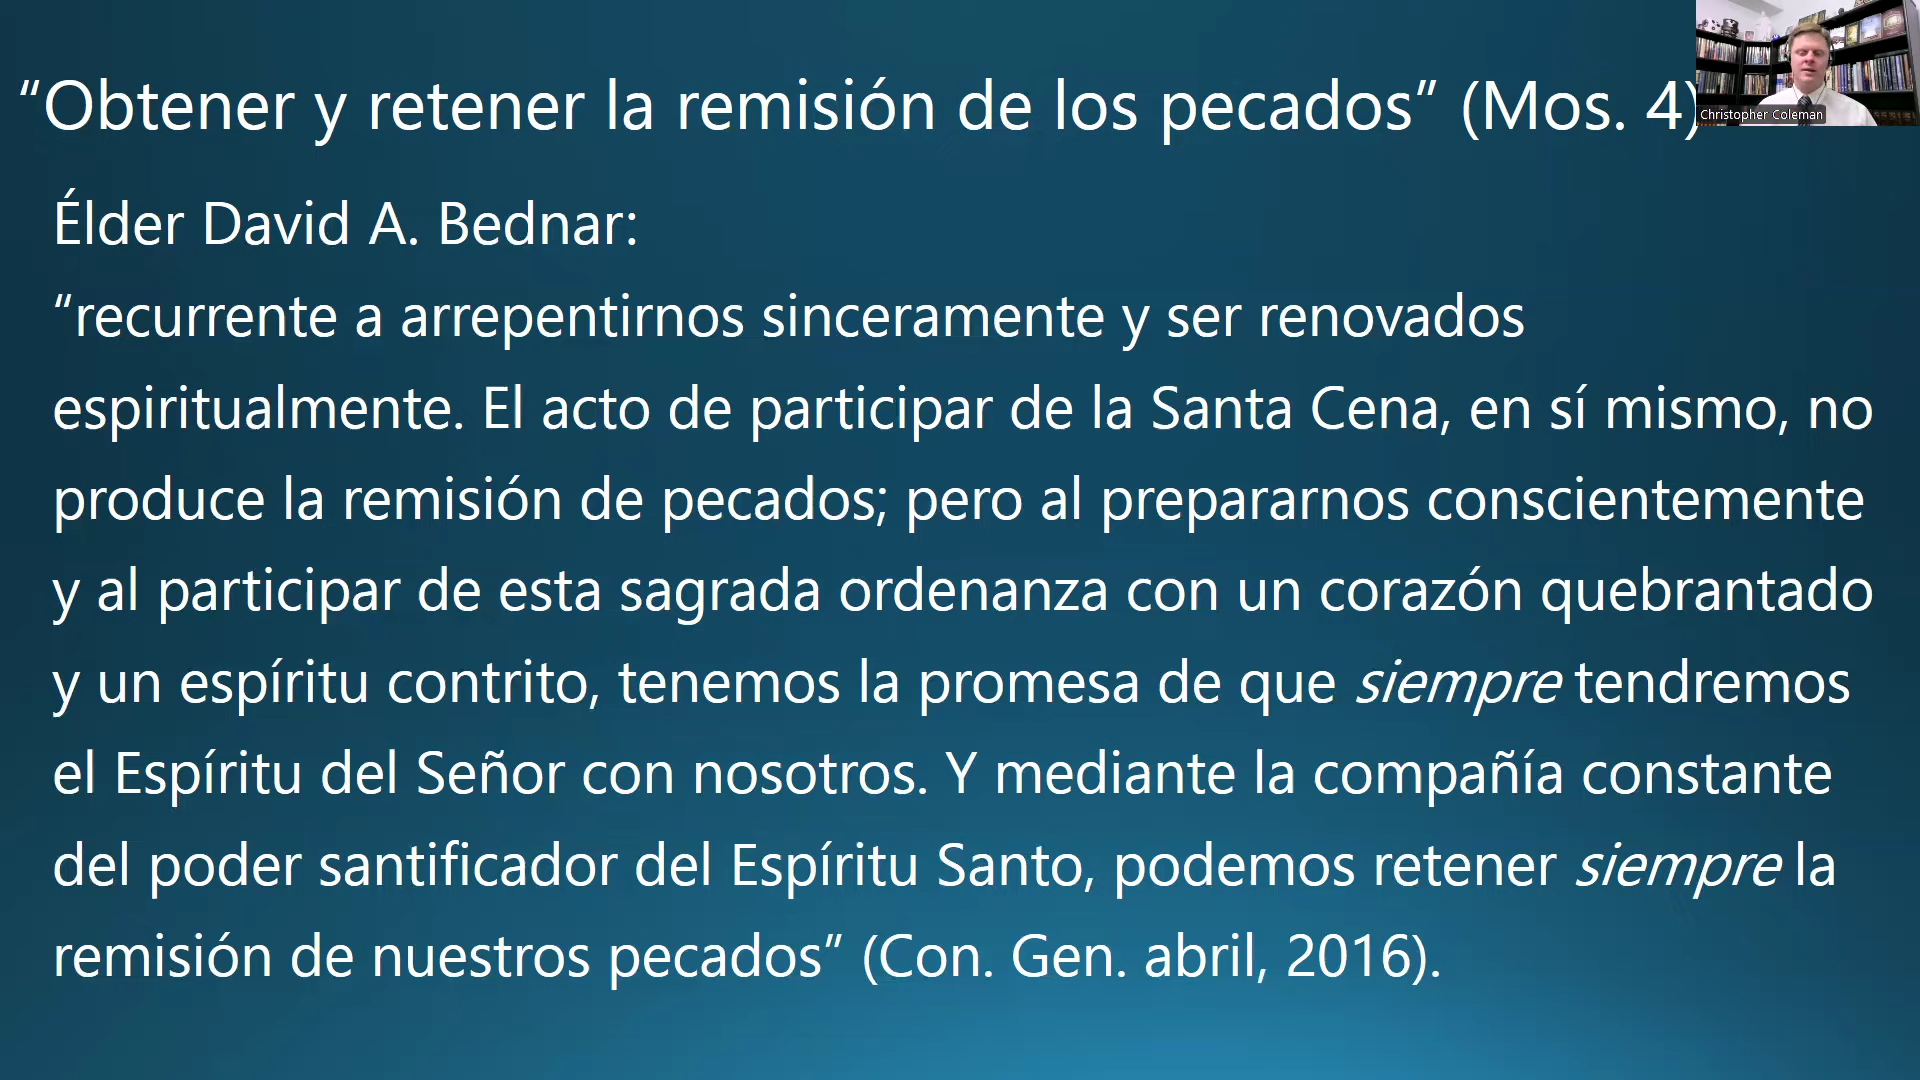 “Obtener y retener la remisión de los pecados” (Mos. 4)
Christopher Coleman
Élder David A. Bednar:
“recurrente a arrepentirnos sinceramente y ser renovados
espiritualmente. El acto de participar de la Santa Cena, en sí mismo, no
produce la remisión de pecados; pero al prepararnos conscientemente
y al participar de esta sagrada ordenanza con un corazón quebrantado
y un espíritu contrito, tenemos la promesa de que siempre tendremos
el Espíritu del Señor con nosotros. Y mediante la compañía constante
del poder santificador del Espíritu Santo, podemos retener siempre la
remisión de nuestros pecados” (Con. Gen. abril, 2016).